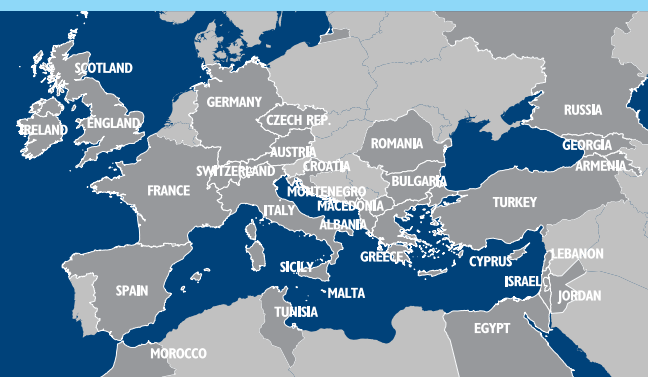 SCOTLAND
IRELAND
ENGLAND
GERMANY
CZECH REP.
RUSSIA
AUSTRIA
ROMANIA
GEORGIA
SWITZERLAND
CROATIA
ARMENIA
FRANCE
MONTENEGRO
BULGARIA
ITALY
MACEDONIA
TURKEY
ALBANIA
GREECE
CYPRUS
LEBANON
SICILY
SPAIN
MALTA
ISRAEL
JORDAN
TUNISIA
EGYPT
MOROCCO